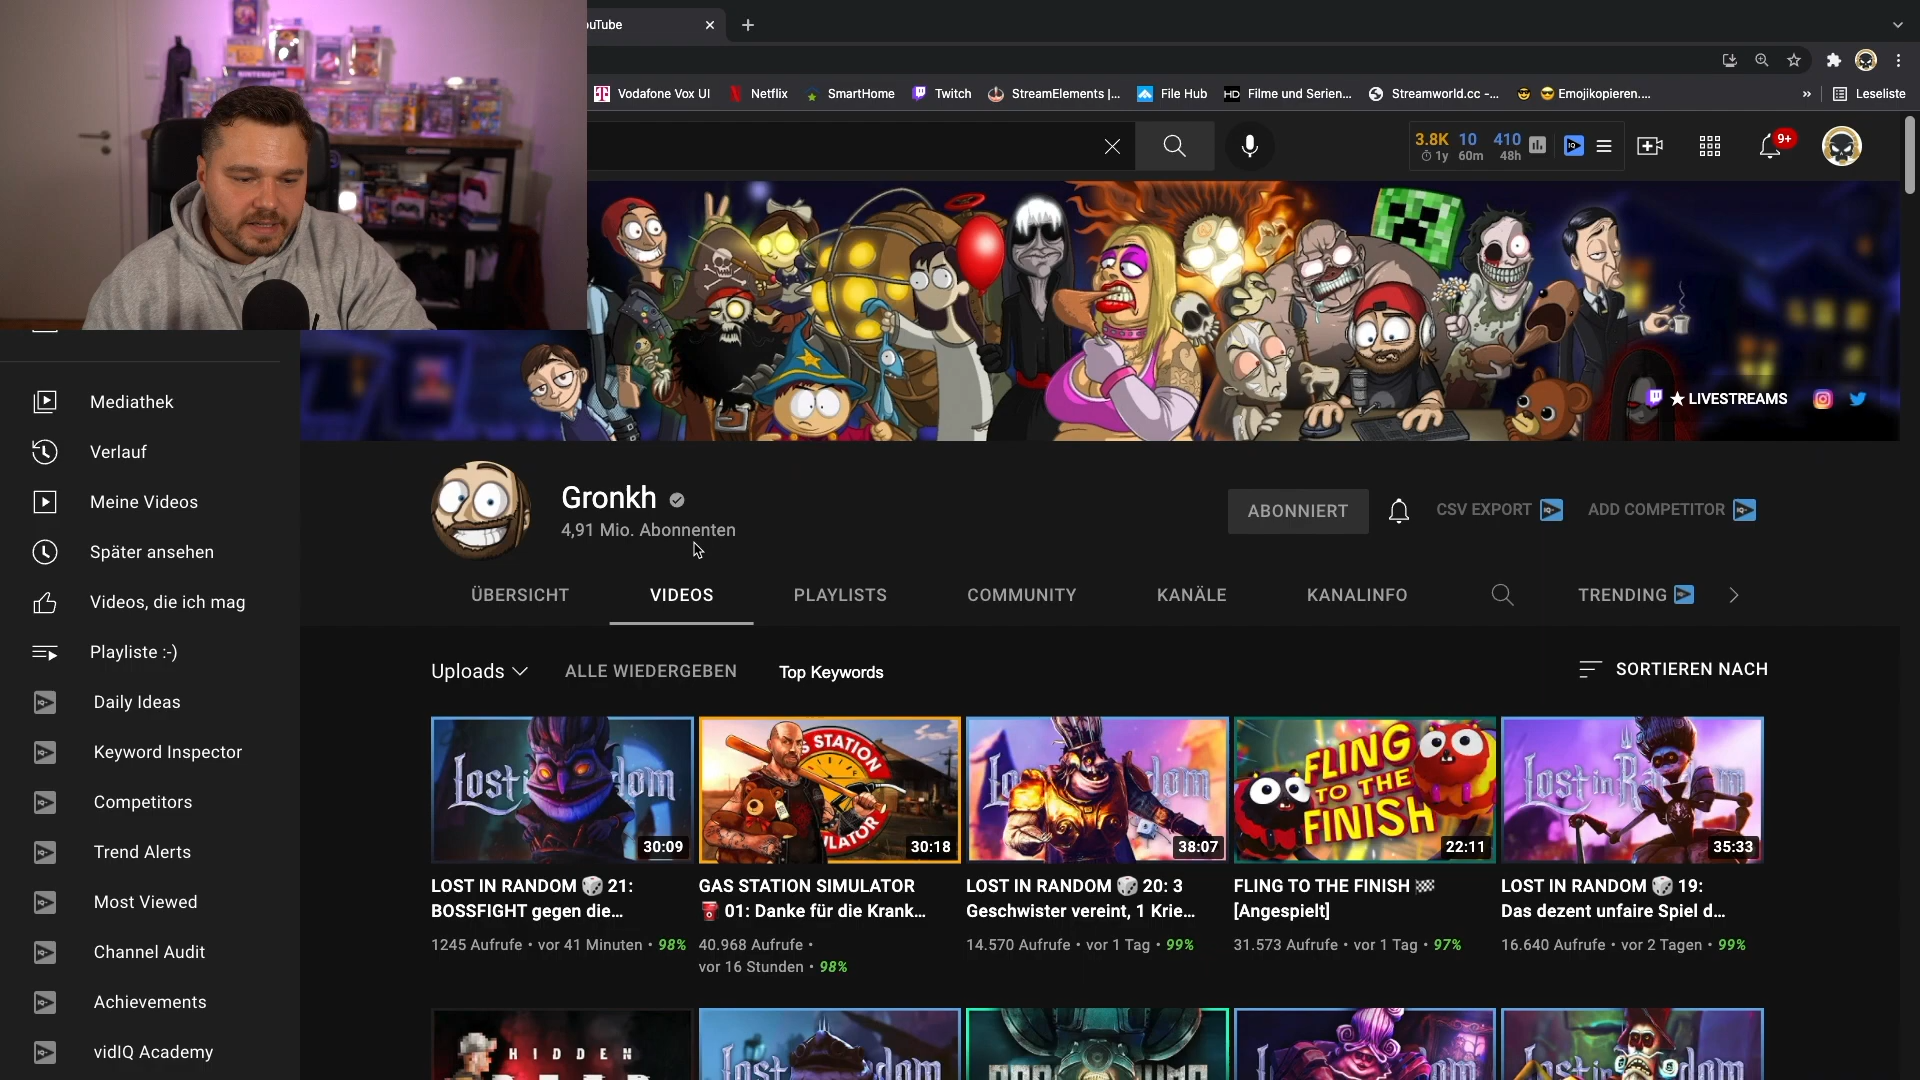 uTube
Vodafone Vox UI
Netflix
SmartHome
Twitch
StreamElements |...
File Hub
HD
Filme und Serien...
Streamworld.cc -...
Emojikopieren....
»
Leseliste
3.8K 10 410
1y 60m 48h
9+
LIVESTREAMS
Mediathek
Verlauf
Meine Videos
Später ansehen
Videos, die ich mag
Playliste :-)
Daily Ideas
Keyword Inspector
Competitors
Trend Alerts
Most Viewed
Channel Audit
Achievements
vidIQ Academy
Gronkh
4,91 Mio. Abonnenten
ABONNIERT
CSV EXPORT
ADD COMPETITOR
ÜBERSICHT
VIDEOS
PLAYLISTS
COMMUNITY
KANÄLE
KANALINFO
TRENDING
Uploads
ALLE WIEDERGEBEN
Top Keywords
SORTIEREN NACH
30:09
LOST IN RANDOM 🎲 21:
BOSSFIGHT gegen die...
1245 Aufrufe • vor 41 Minuten • 98%
S STATION
ULATOR
30:18
GAS STATION SIMULATOR
⛽ 01: Danke für die Krank...
40.968 Aufrufe •
vor 16 Stunden • 98%
38:07
LOST IN RANDOM 🎲 20: 3
Geschwister vereint, 1 Krie...
14.570 Aufrufe • vor 1 Tag • 99%
FLING
TO THE
FINISH
22:11
FLING TO THE FINISH 🏁
[Angespielt]
31.573 Aufrufe • vor 1 Tag • 97%
Lost in R
35:33
LOST IN RANDOM 🎲 19:
Das dezent unfaire Spiel d...
16.640 Aufrufe • vor 2 Tagen • 99%
HIDDEN